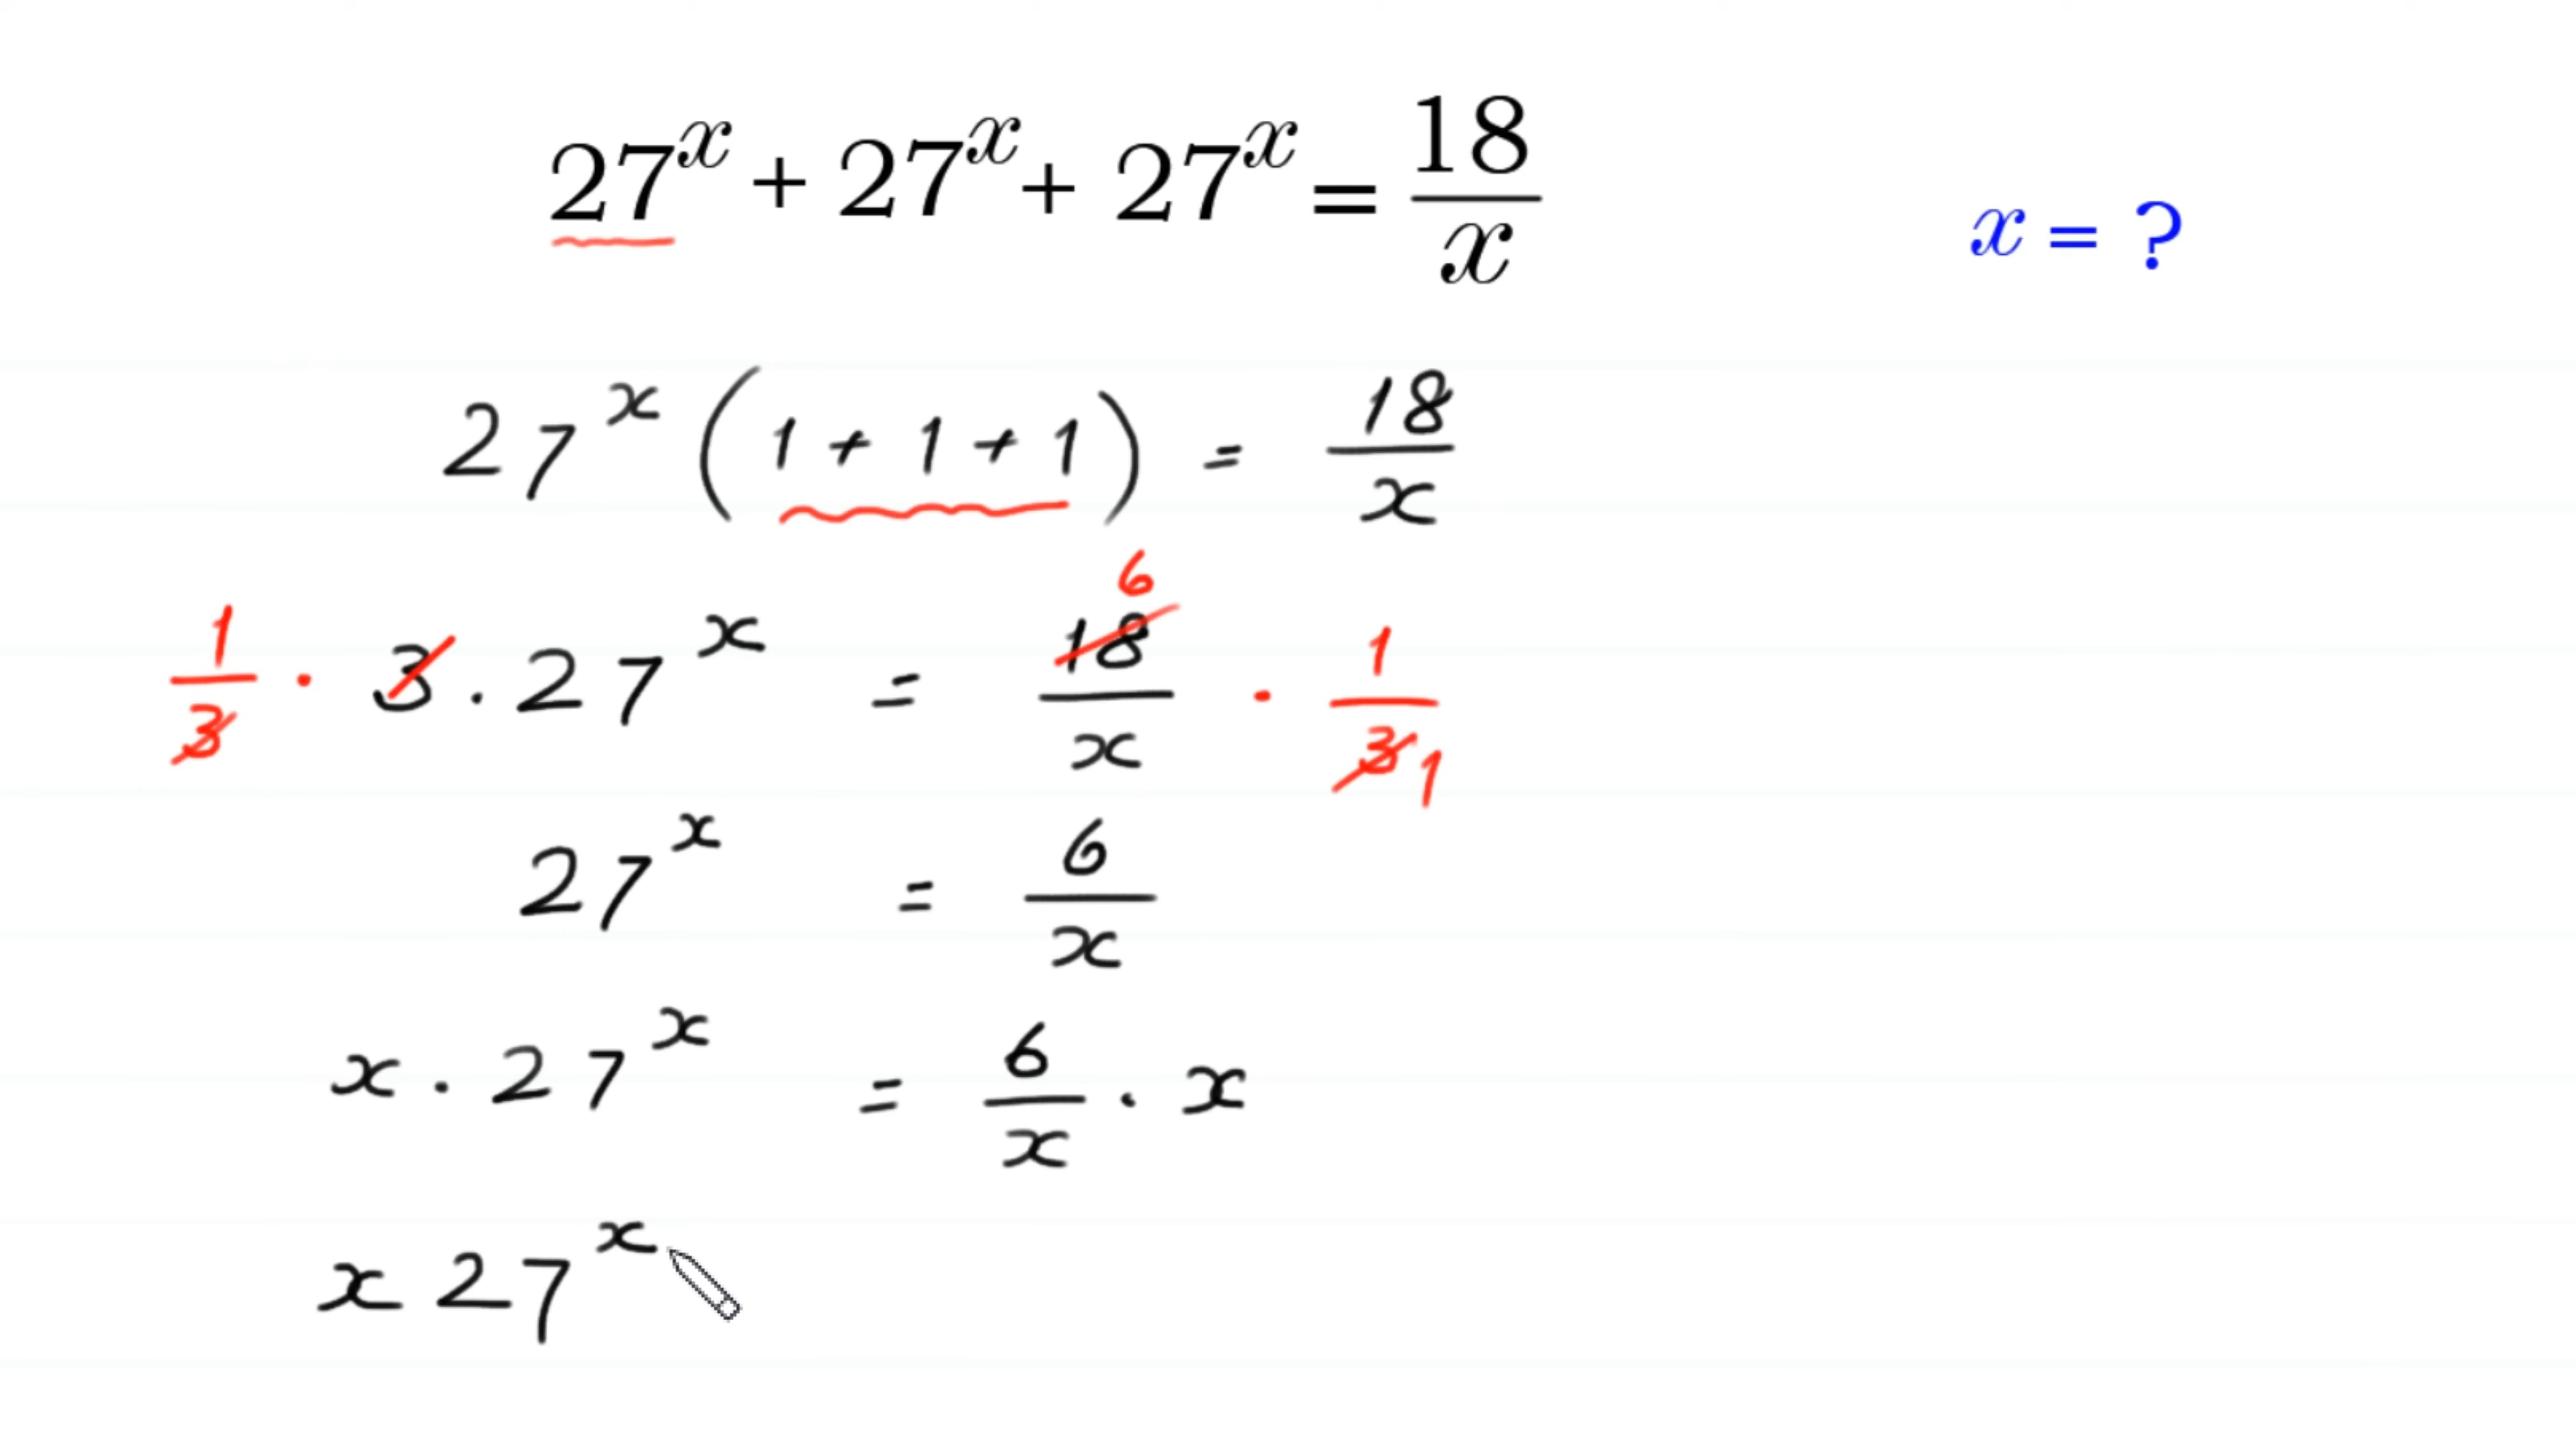 27^x + 27^x + 27^x = 18/x
x = ?
27^x (1 + 1 + 1) = 18/x
1/3 · 3 · 27^x = 18/x · 1/3 6 1
27^x = 6/x
x · 27^x = 6/x · x
x 27^x